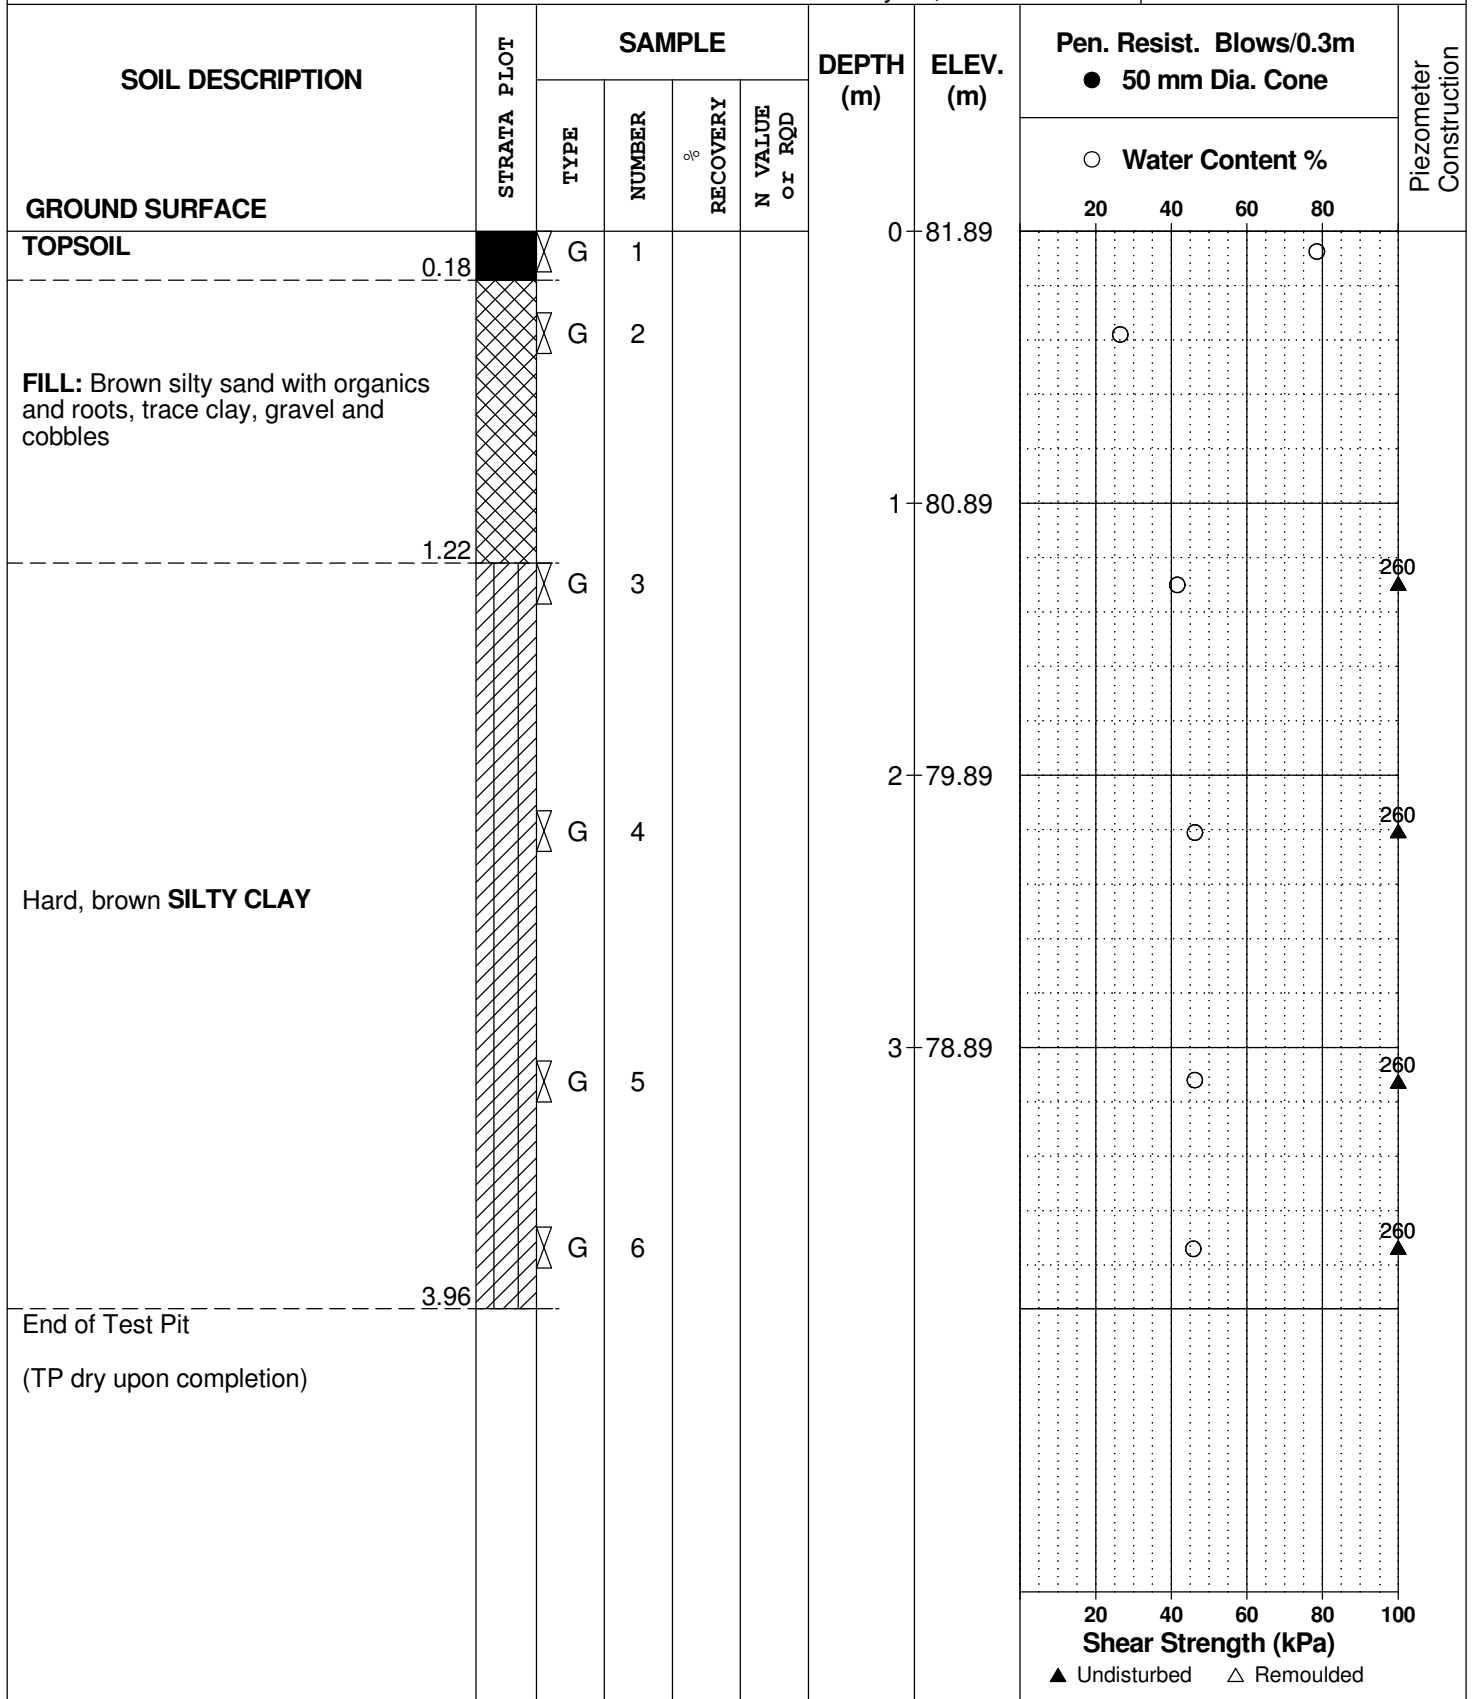 SOIL DESCRIPTION
GROUND SURFACE
STRATA PLOT
SAMPLE
TYPE
NUMBER
%
RECOVERY
N VALUE
or RQD
DEPTH
(m)
ELEV.
(m)
Pen. Resist. Blows/0.3m
● 50 mm Dia. Cone
○ Water Content %
20 40 60 80
Piezometer
Construction
TOPSOIL
0.18
G 1
0 81.89
G 2
FILL: Brown silty sand with organics
and roots, trace clay, gravel and
cobbles
1 80.89
1.22
G 3
260
2 79.89
G 4
260
Hard, brown SILTY CLAY
3 78.89
G 5
260
G 6
260
3.96
End of Test Pit
(TP dry upon completion)
20 40 60 80 100
Shear Strength (kPa)
▲ Undisturbed △ Remoulded